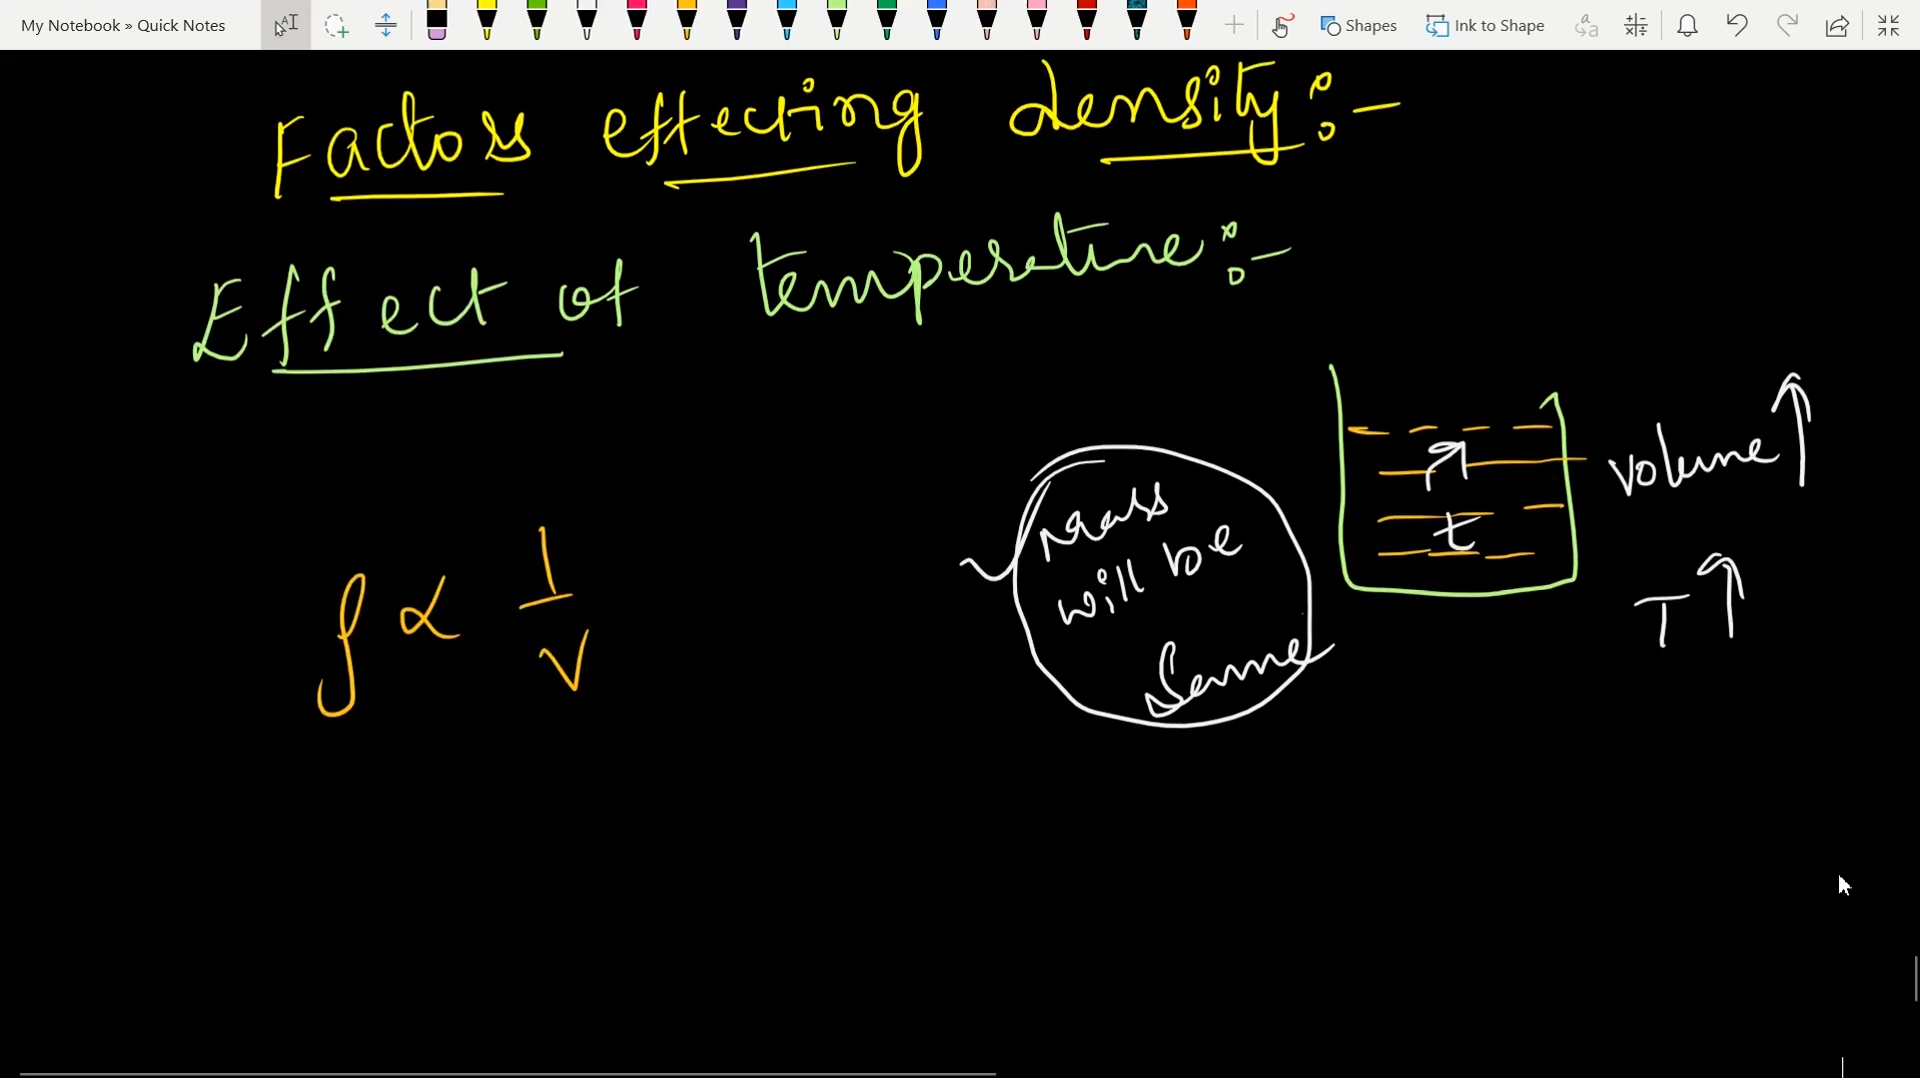 My Notebook » Quick Notes
Shapes
Ink to Shape
Factors effecting density:-
Effect of temperature:-
volume ↑
t
T ↑
Mass
will be
Same
ρ ∝ 1/V